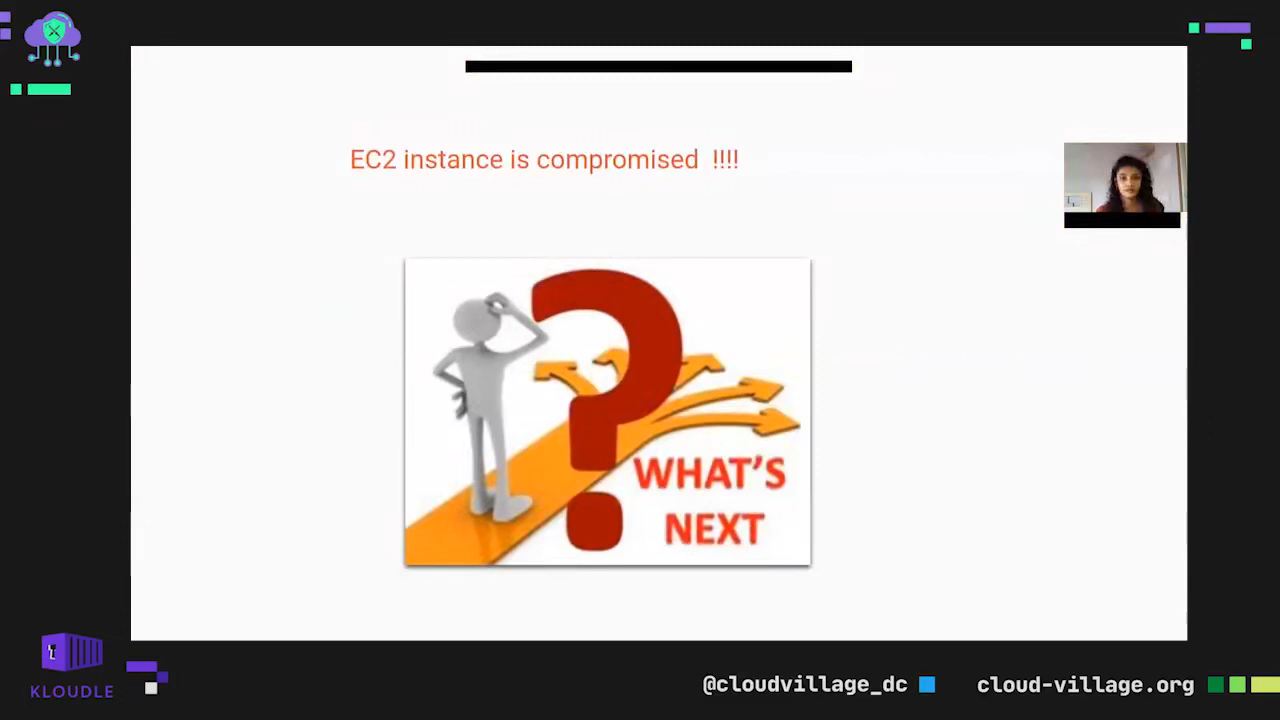 EC2 instance is compromised !!!!
WHAT'S
NEXT
KLOUDLE
@cloudvillage_dc
cloud-village.org